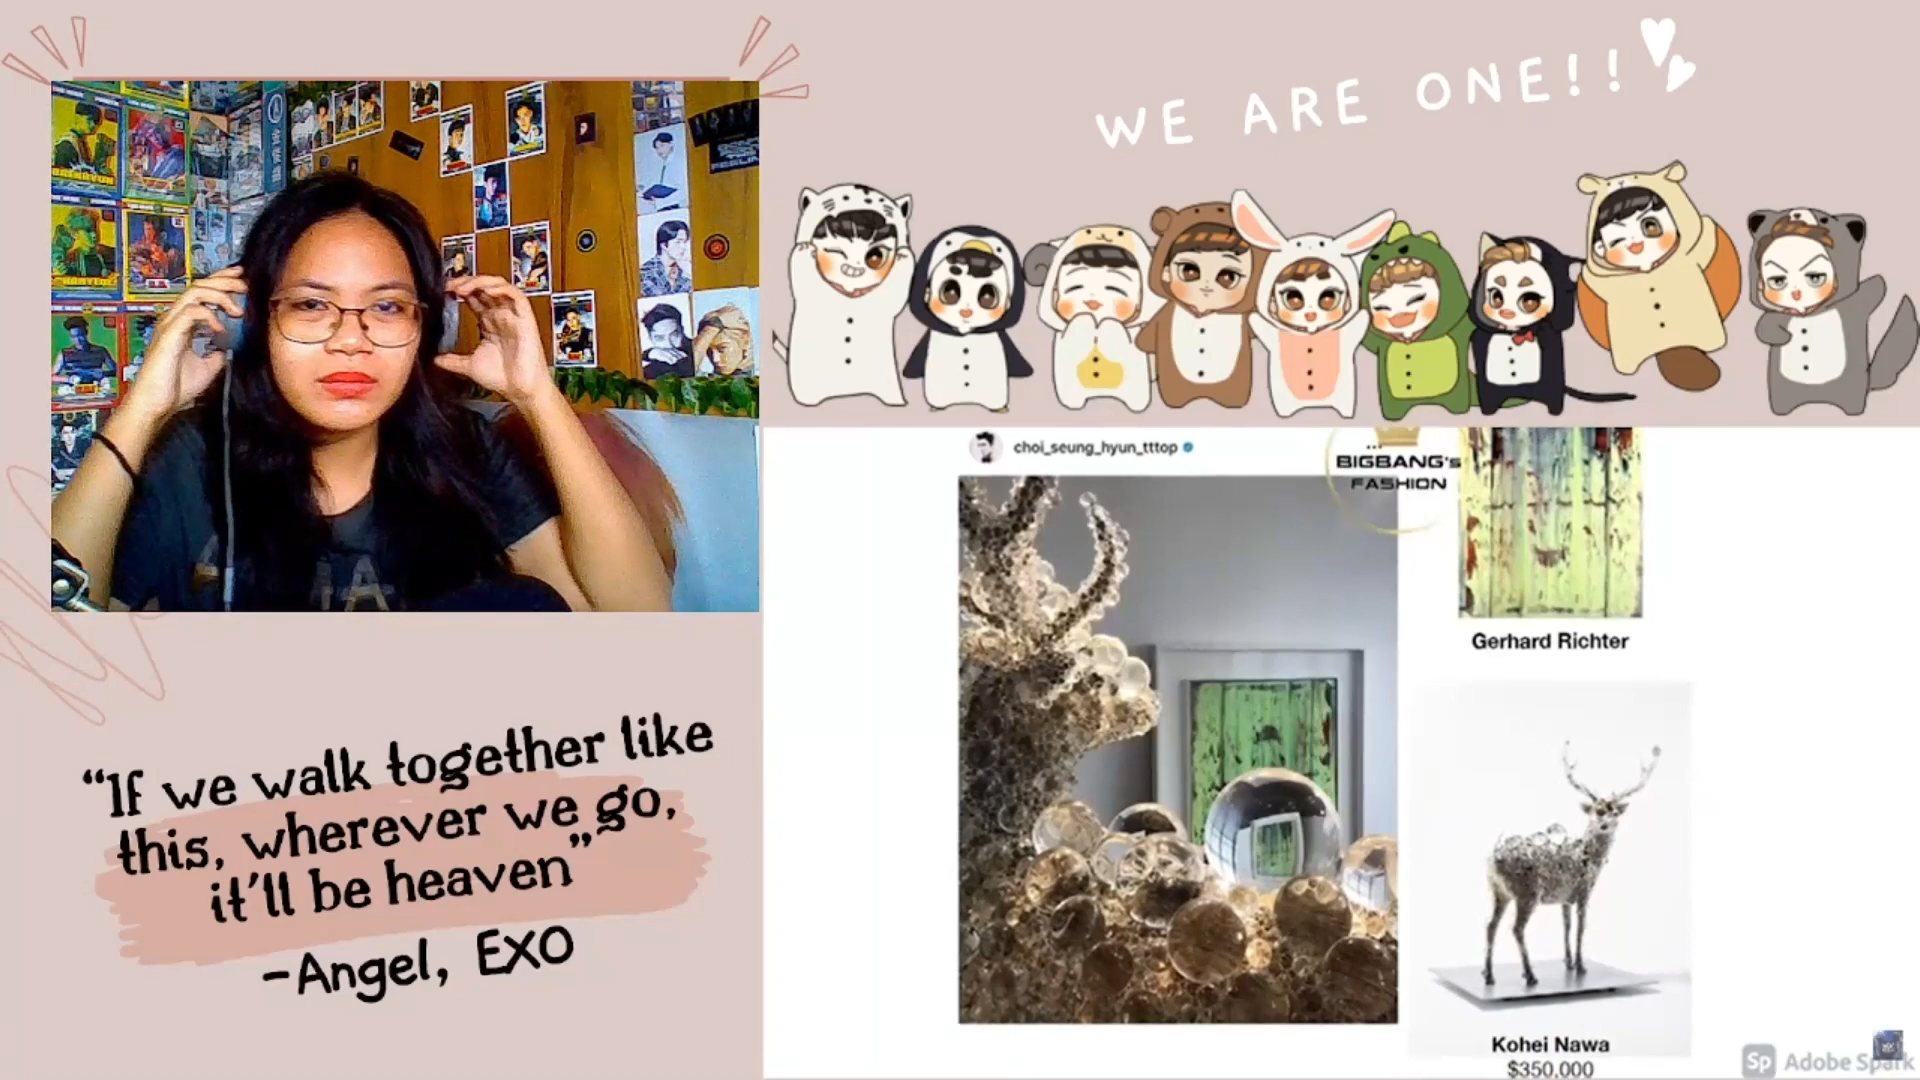 WE ARE ONE!!
choi_seung_hyun_tttop
BIGBANG's
FASHION
Gerhard Richter
Kohei Nawa
$350,000
"If we walk together like
this, wherever we go,
it'll be heaven"
-Angel, EXO
Sp Adobe Spark